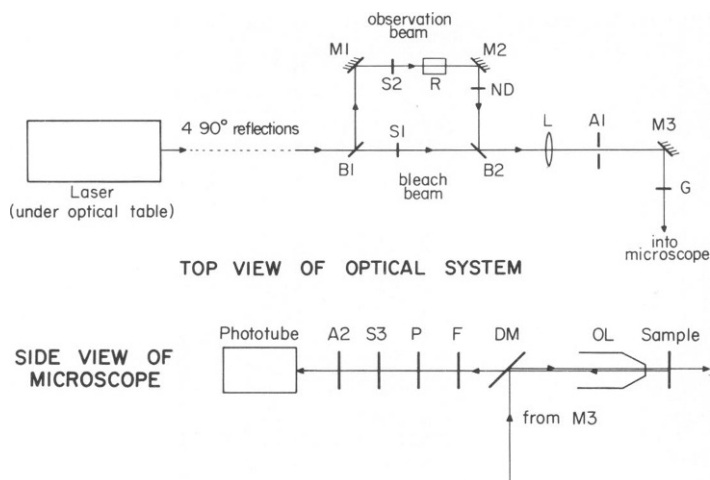 observation
beam
M1
M2
S2
R
ND
4 90° reflections
S1
L
A1
M3
B1
bleach
beam
B2
G
Laser
(under optical table)
into
microscope
TOP VIEW OF OPTICAL SYSTEM
Phototube
A2
S3
P
F
DM
OL
Sample
SIDE VIEW OF
MICROSCOPE
from M3